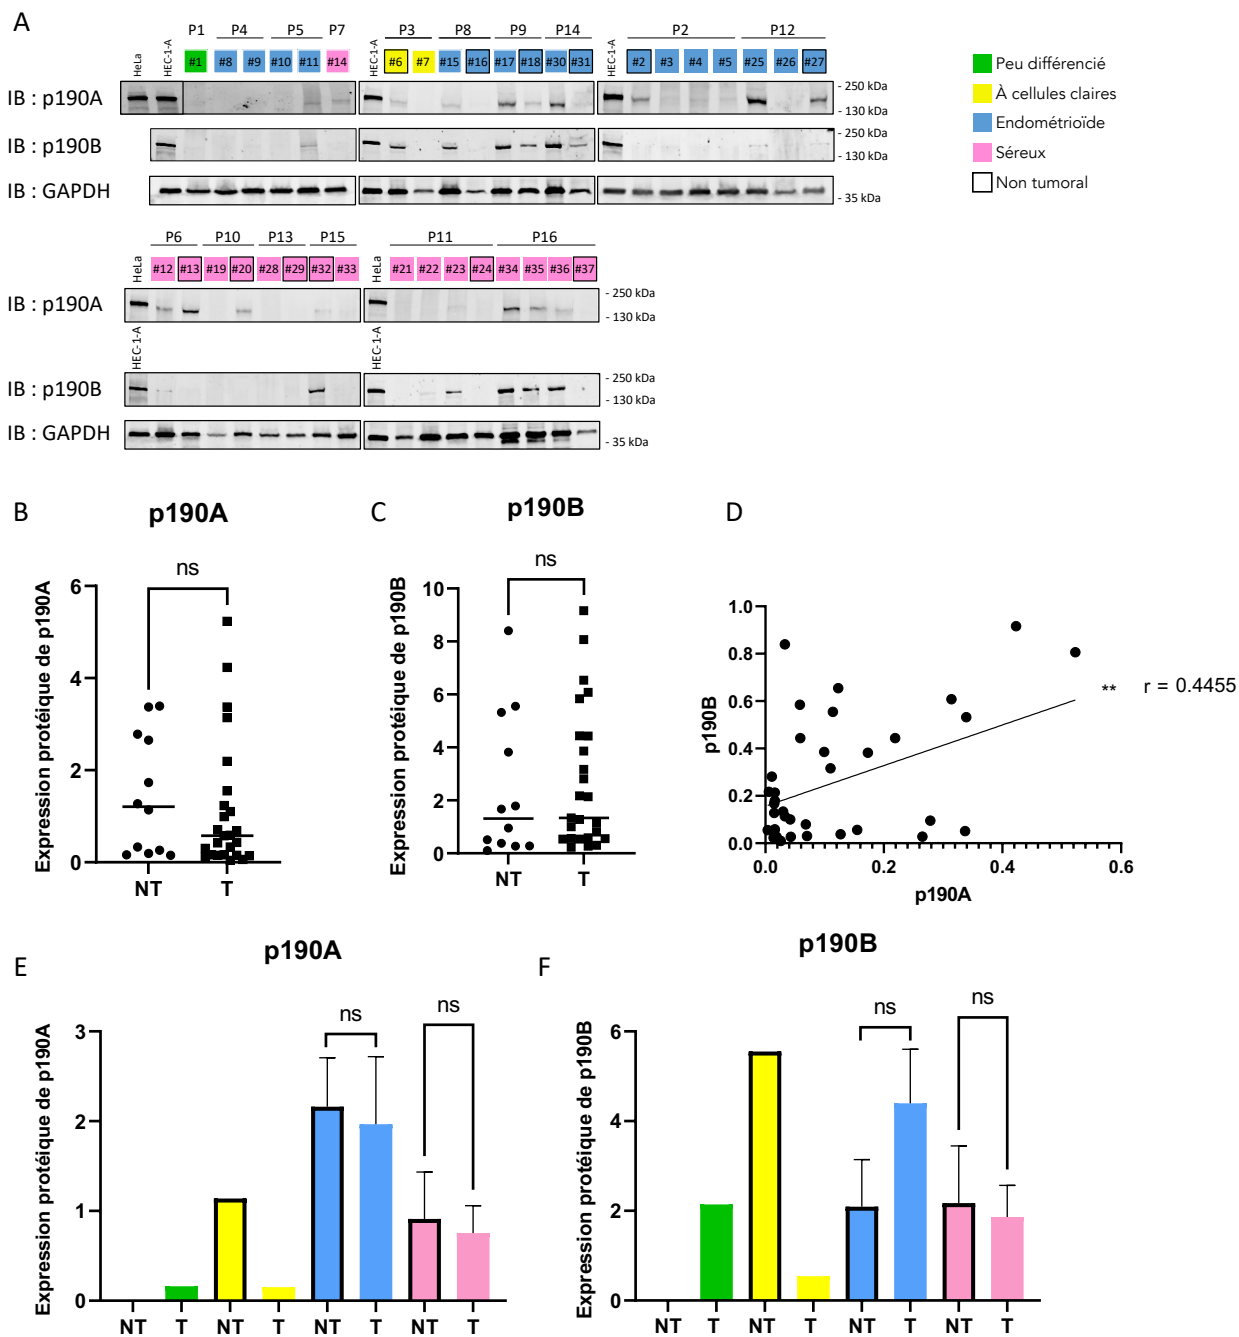 A
P1 P4 P5 P7
HeLa HEC-1-A #1 #8 #9 #10 #11 #14
P3 P8 P9 P14
HEC-1-A #6 #7 #15 #16 #17 #18 #30 #31
P2 P12
HEC-1-A #2 #3 #4 #5 #25 #26 #27
Peu différencié
À cellules claires
Endométrioïde
Séreux
Non tumoral
IB : p190A
- 250 kDa
- 130 kDa
IB : p190B
- 250 kDa
- 130 kDa
IB : GAPDH
- 35 kDa
P6 P10 P13 P15
HeLa #12 #13 #19 #20 #28 #29 #32 #33
P11 P16
HeLa #21 #22 #23 #24 #34 #35 #36 #37
IB : p190A
- 250 kDa
- 130 kDa
HEC-1-A HEC-1-A
IB : p190B
- 250 kDa
- 130 kDa
IB : GAPDH
- 35 kDa
B
p190A
ns
Expression protéique de p190A
6
4
2
0
NT T
C
p190B
ns
Expression protéique de p190B
10
8
6
4
2
0
NT T
D
p190B
1.0
0.8
0.6
0.4
0.2
0.0
** r = 0.4455
0.0 0.2 0.4 0.6
p190A
E
p190A
ns ns
Expression protéique de p190A
3
2
1
0
NT T NT T NT T NT T
F
p190B
ns ns
Expression protéique de p190B
6
4
2
0
NT T NT T NT T NT T